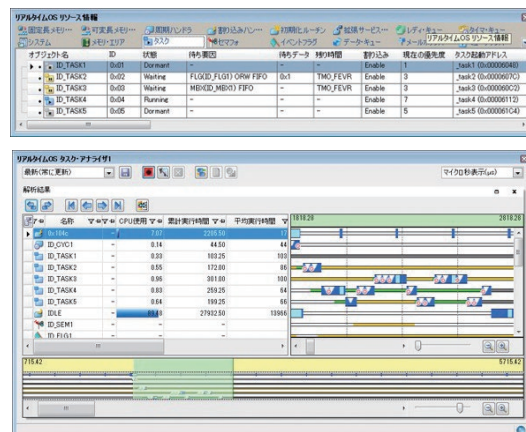 リアルタイムOS リソース情報
固定長メモリ… 可変長メモリ… 周期ハンドラ 割り込みハン… 初期化ルーチン 拡張サービス… レディ・キュー タイマ・キュー
システム メモリ・エリア タスク セマフォ イベントフラグ データ・キュー リアルタイムOS リソース情報
オブジェクト名 ID 状態 待ち要因 待ちデータ 残り時間 割り込み 現在の優先度 タスク起動アドレス
ID_TASK1 0x01 Dormant - - - Enable 1 _task1 (0x00006048)
ID_TASK2 0x02 Waiting FLG(ID_FLG1) ORW FIFO 0x1 TMO_FEVR Enable 3 _task2 (0x0000607C)
ID_TASK3 0x03 Waiting MBX(ID_MBX1) FIFO TMO_FEVR Enable 3 _task3 (0x000060C2)
ID_TASK4 0x04 Running - - - Enable 7 _task4 (0x00006112)
ID_TASK5 0x05 Dormant - - - Enable 5 _task5 (0x000061C4)
リアルタイムOS タスク・アナライザ1
最新(常に更新) マイクロ秒表示(μs)
解析結果
名称 CPU使用 累計実行時間 平均実行時間 1818.28 2818.28
0x104c - 7.07 2205.50 17
ID_CYC1 - 0.14 44.50 44
ID_TASK1 - 0.33 103.25 103
ID_TASK2 - 0.55 172.00 86
ID_TASK3 - 0.96 301.00 100
ID_TASK4 - 0.83 259.25 64
ID_TASK5 - 0.64 199.25 66
IDLE - 89.48 27932.50 13966
ID_SEM1 -
ID_FLG1
715.42 5715.42